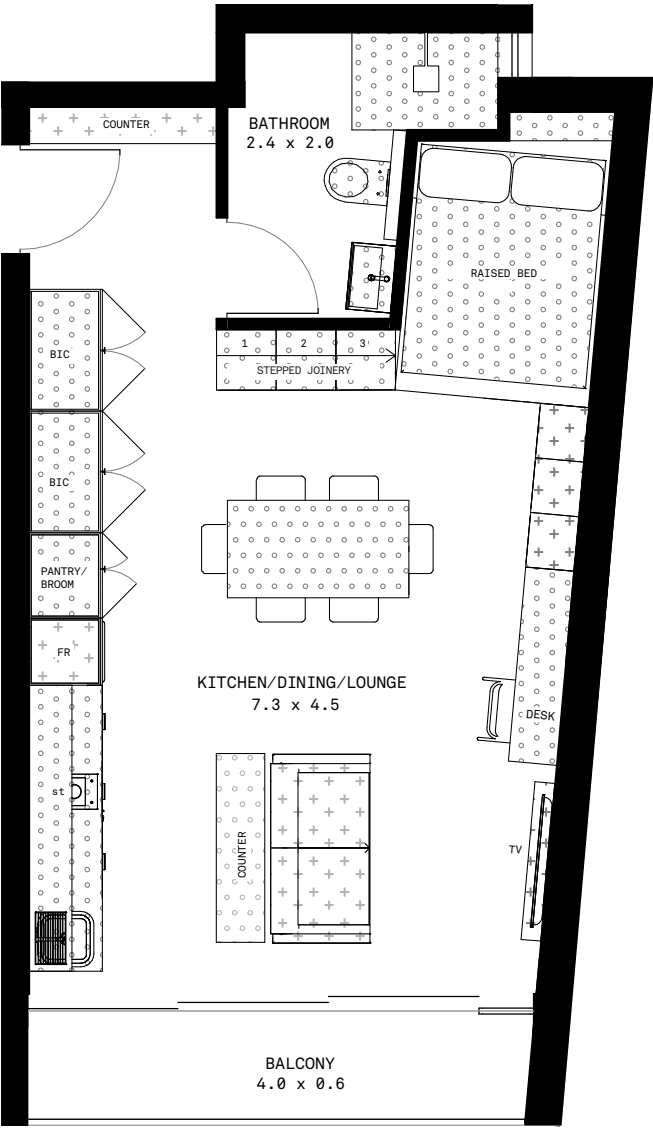 COUNTER
BATHROOM
2.4 x 2.0
RAISED BED
1 2 3
STEPPED JOINERY
BIC
BIC
PANTRY/
BROOM
FR
KITCHEN/DINING/LOUNGE
7.3 x 4.5
DESK
st
COUNTER
TV
BALCONY
4.0 x 0.6